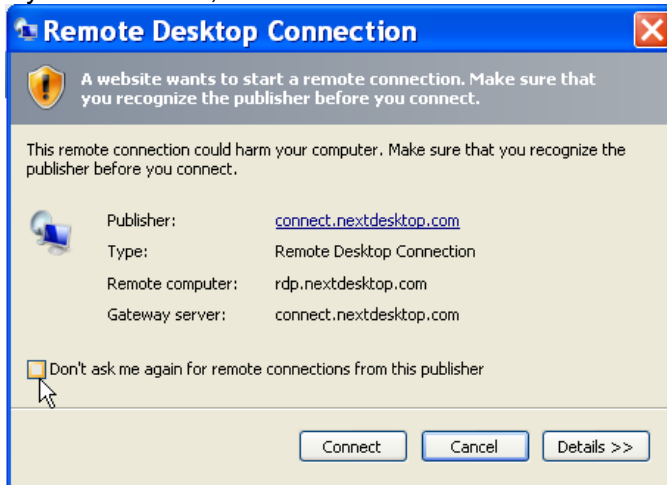 Remote Desktop Connection
A website wants to start a remote connection. Make sure that
you recognize the publisher before you connect.
This remote connection could harm your computer. Make sure that you recognize the
publisher before you connect.
Publisher: connect.nextdesktop.com
Type: Remote Desktop Connection
Remote computer: rdp.nextdesktop.com
Gateway server: connect.nextdesktop.com
Don't ask me again for remote connections from this publisher
Connect Cancel Details >>